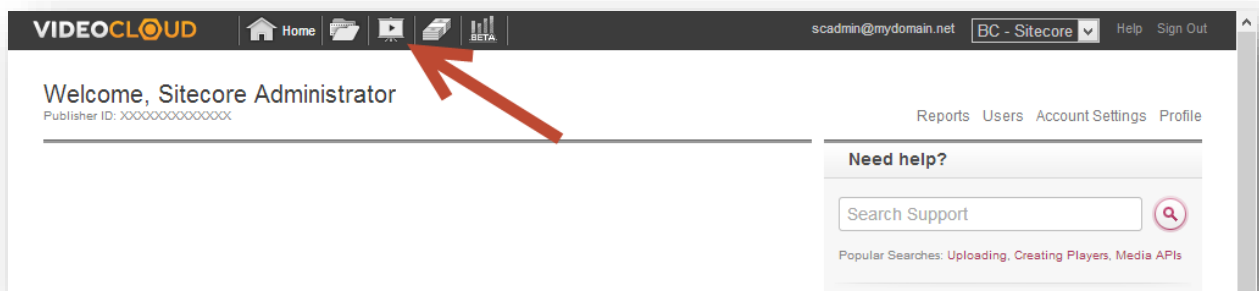 VIDEOCLOUD Home BETA scadmin@mydomain.net BC - Sitecore Help Sign Out
Welcome, Sitecore Administrator
Publisher ID: XXXXXXXXXXXXX
Reports Users Account Settings Profile
Need help?
Search Support
Popular Searches: Uploading, Creating Players, Media APIs